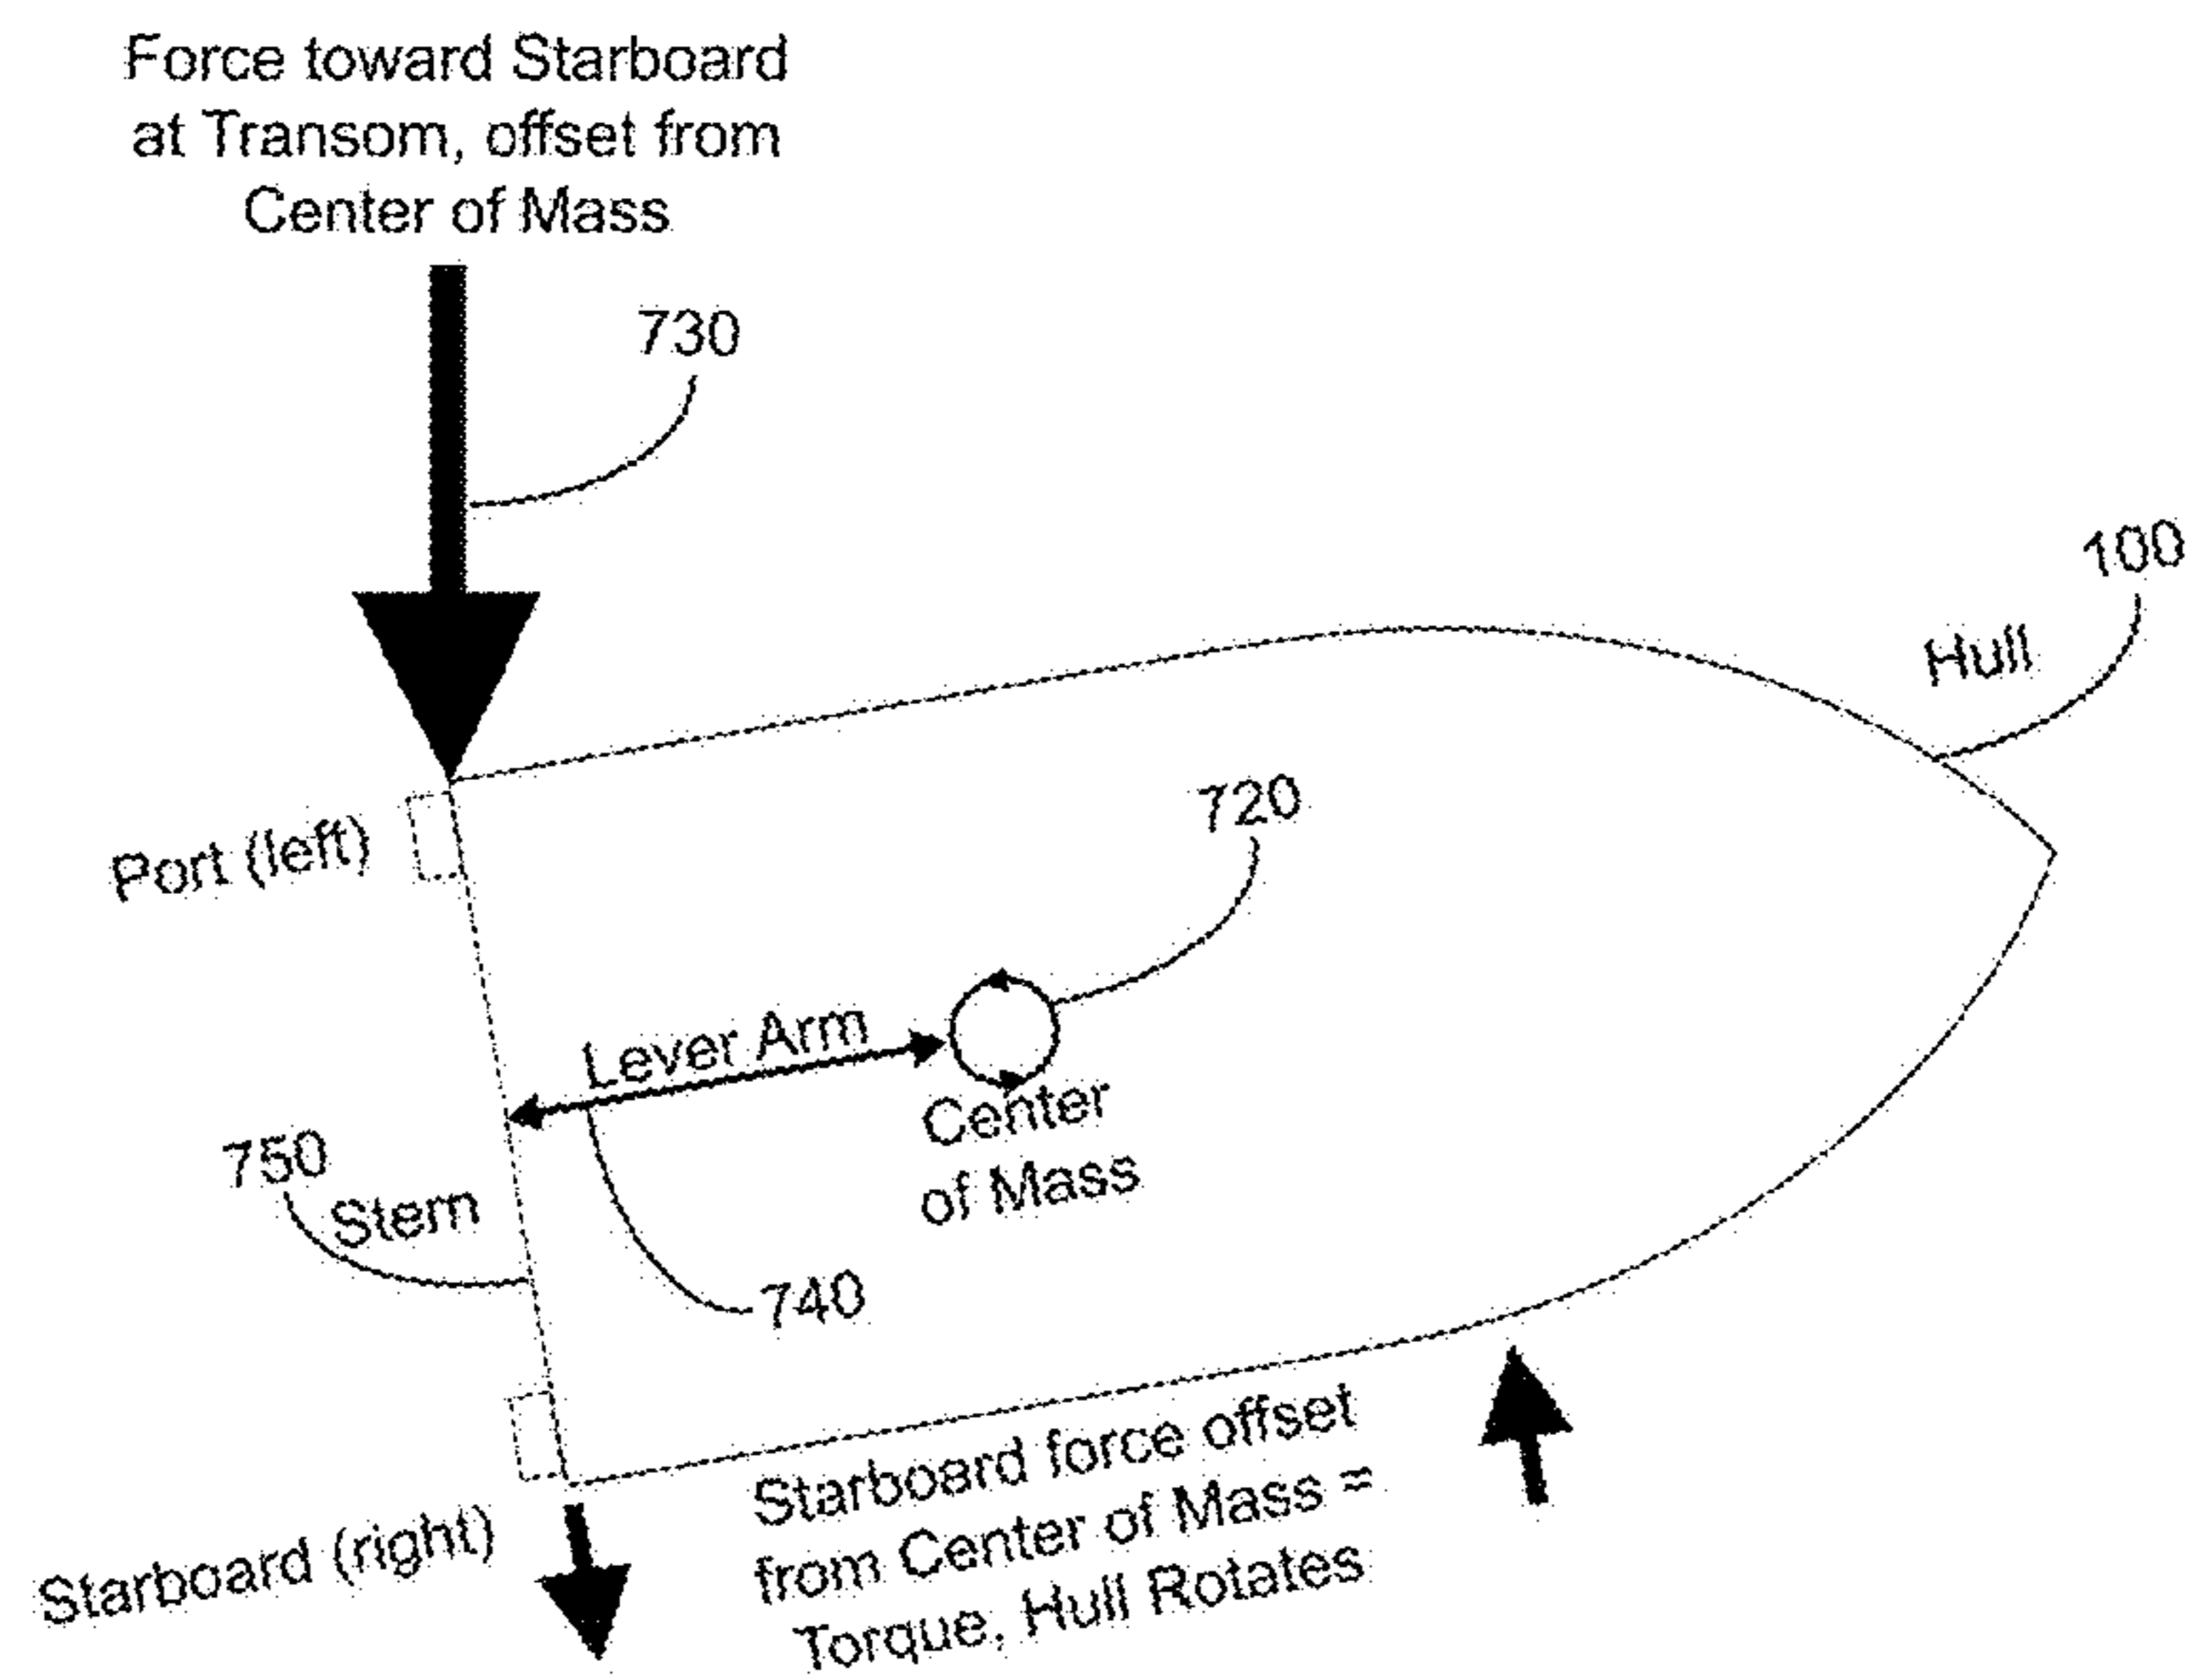 Force toward Starboard
at Transom, offset from
Center of Mass
730
100
Hull
720
Port (left)
Lever Arm
Center
of Mass
750
Stern
740
Starboard force offset
from Center of Mass =
Torque, Hull Rotates
Starboard (right)